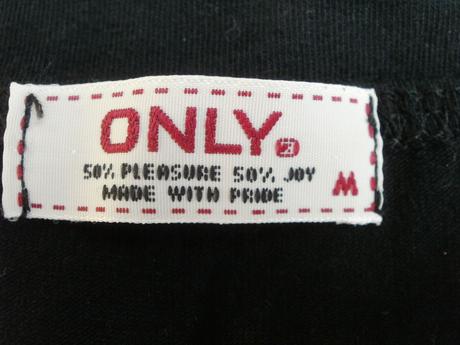 ONLY
50% PLEASURE 50% JOY
MADE WITH PRIDE
M